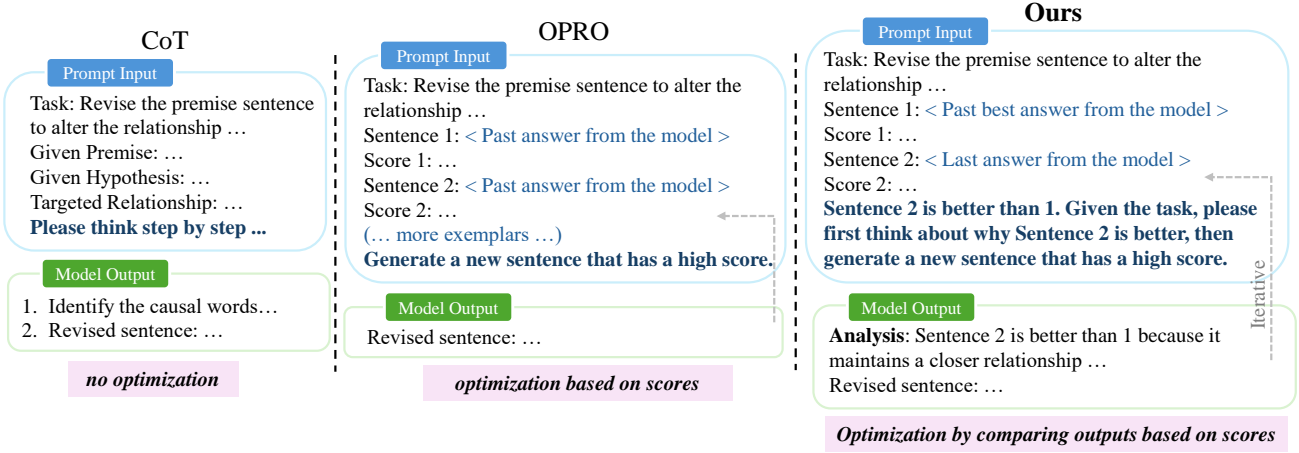 CoT
Prompt Input
Task: Revise the premise sentence
to alter the relationship …
Given Premise: …
Given Hypothesis: …
Targeted Relationship: …
Please think step by step ...
Model Output
1. Identify the causal words…
2. Revised sentence: …
no optimization
OPRO
Prompt Input
Task: Revise the premise sentence to alter the
relationship …
Sentence 1: < Past answer from the model >
Score 1: …
Sentence 2: < Past answer from the model >
Score 2: …
(… more exemplars …)
Generate a new sentence that has a high score.
Model Output
Revised sentence: …
optimization based on scores
Ours
Prompt Input
Task: Revise the premise sentence to alter the
relationship …
Sentence 1: < Past best answer from the model >
Score 1: …
Sentence 2: < Last answer from the model >
Score 2: …
Sentence 2 is better than 1. Given the task, please
first think about why Sentence 2 is better, then
generate a new sentence that has a high score.
Iterative
Model Output
Analysis: Sentence 2 is better than 1 because it
maintains a closer relationship …
Revised sentence: …
Optimization by comparing outputs based on scores